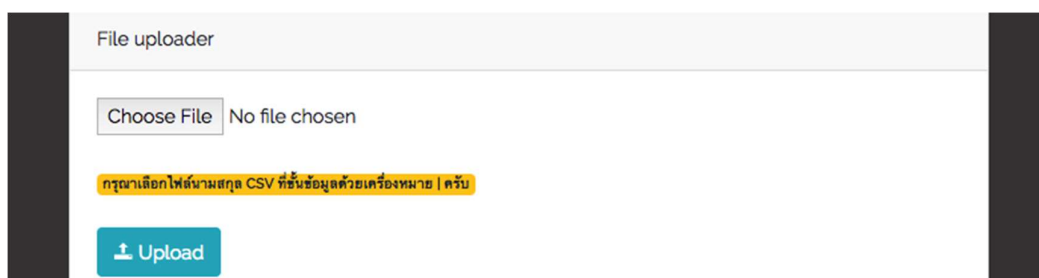 File uploader
Choose File No file chosen
กรุณาเลือกไฟล์นามสกุล CSV ที่ชั้นข้อมูลด้วยเครื่องหมาย | ครับ
Upload